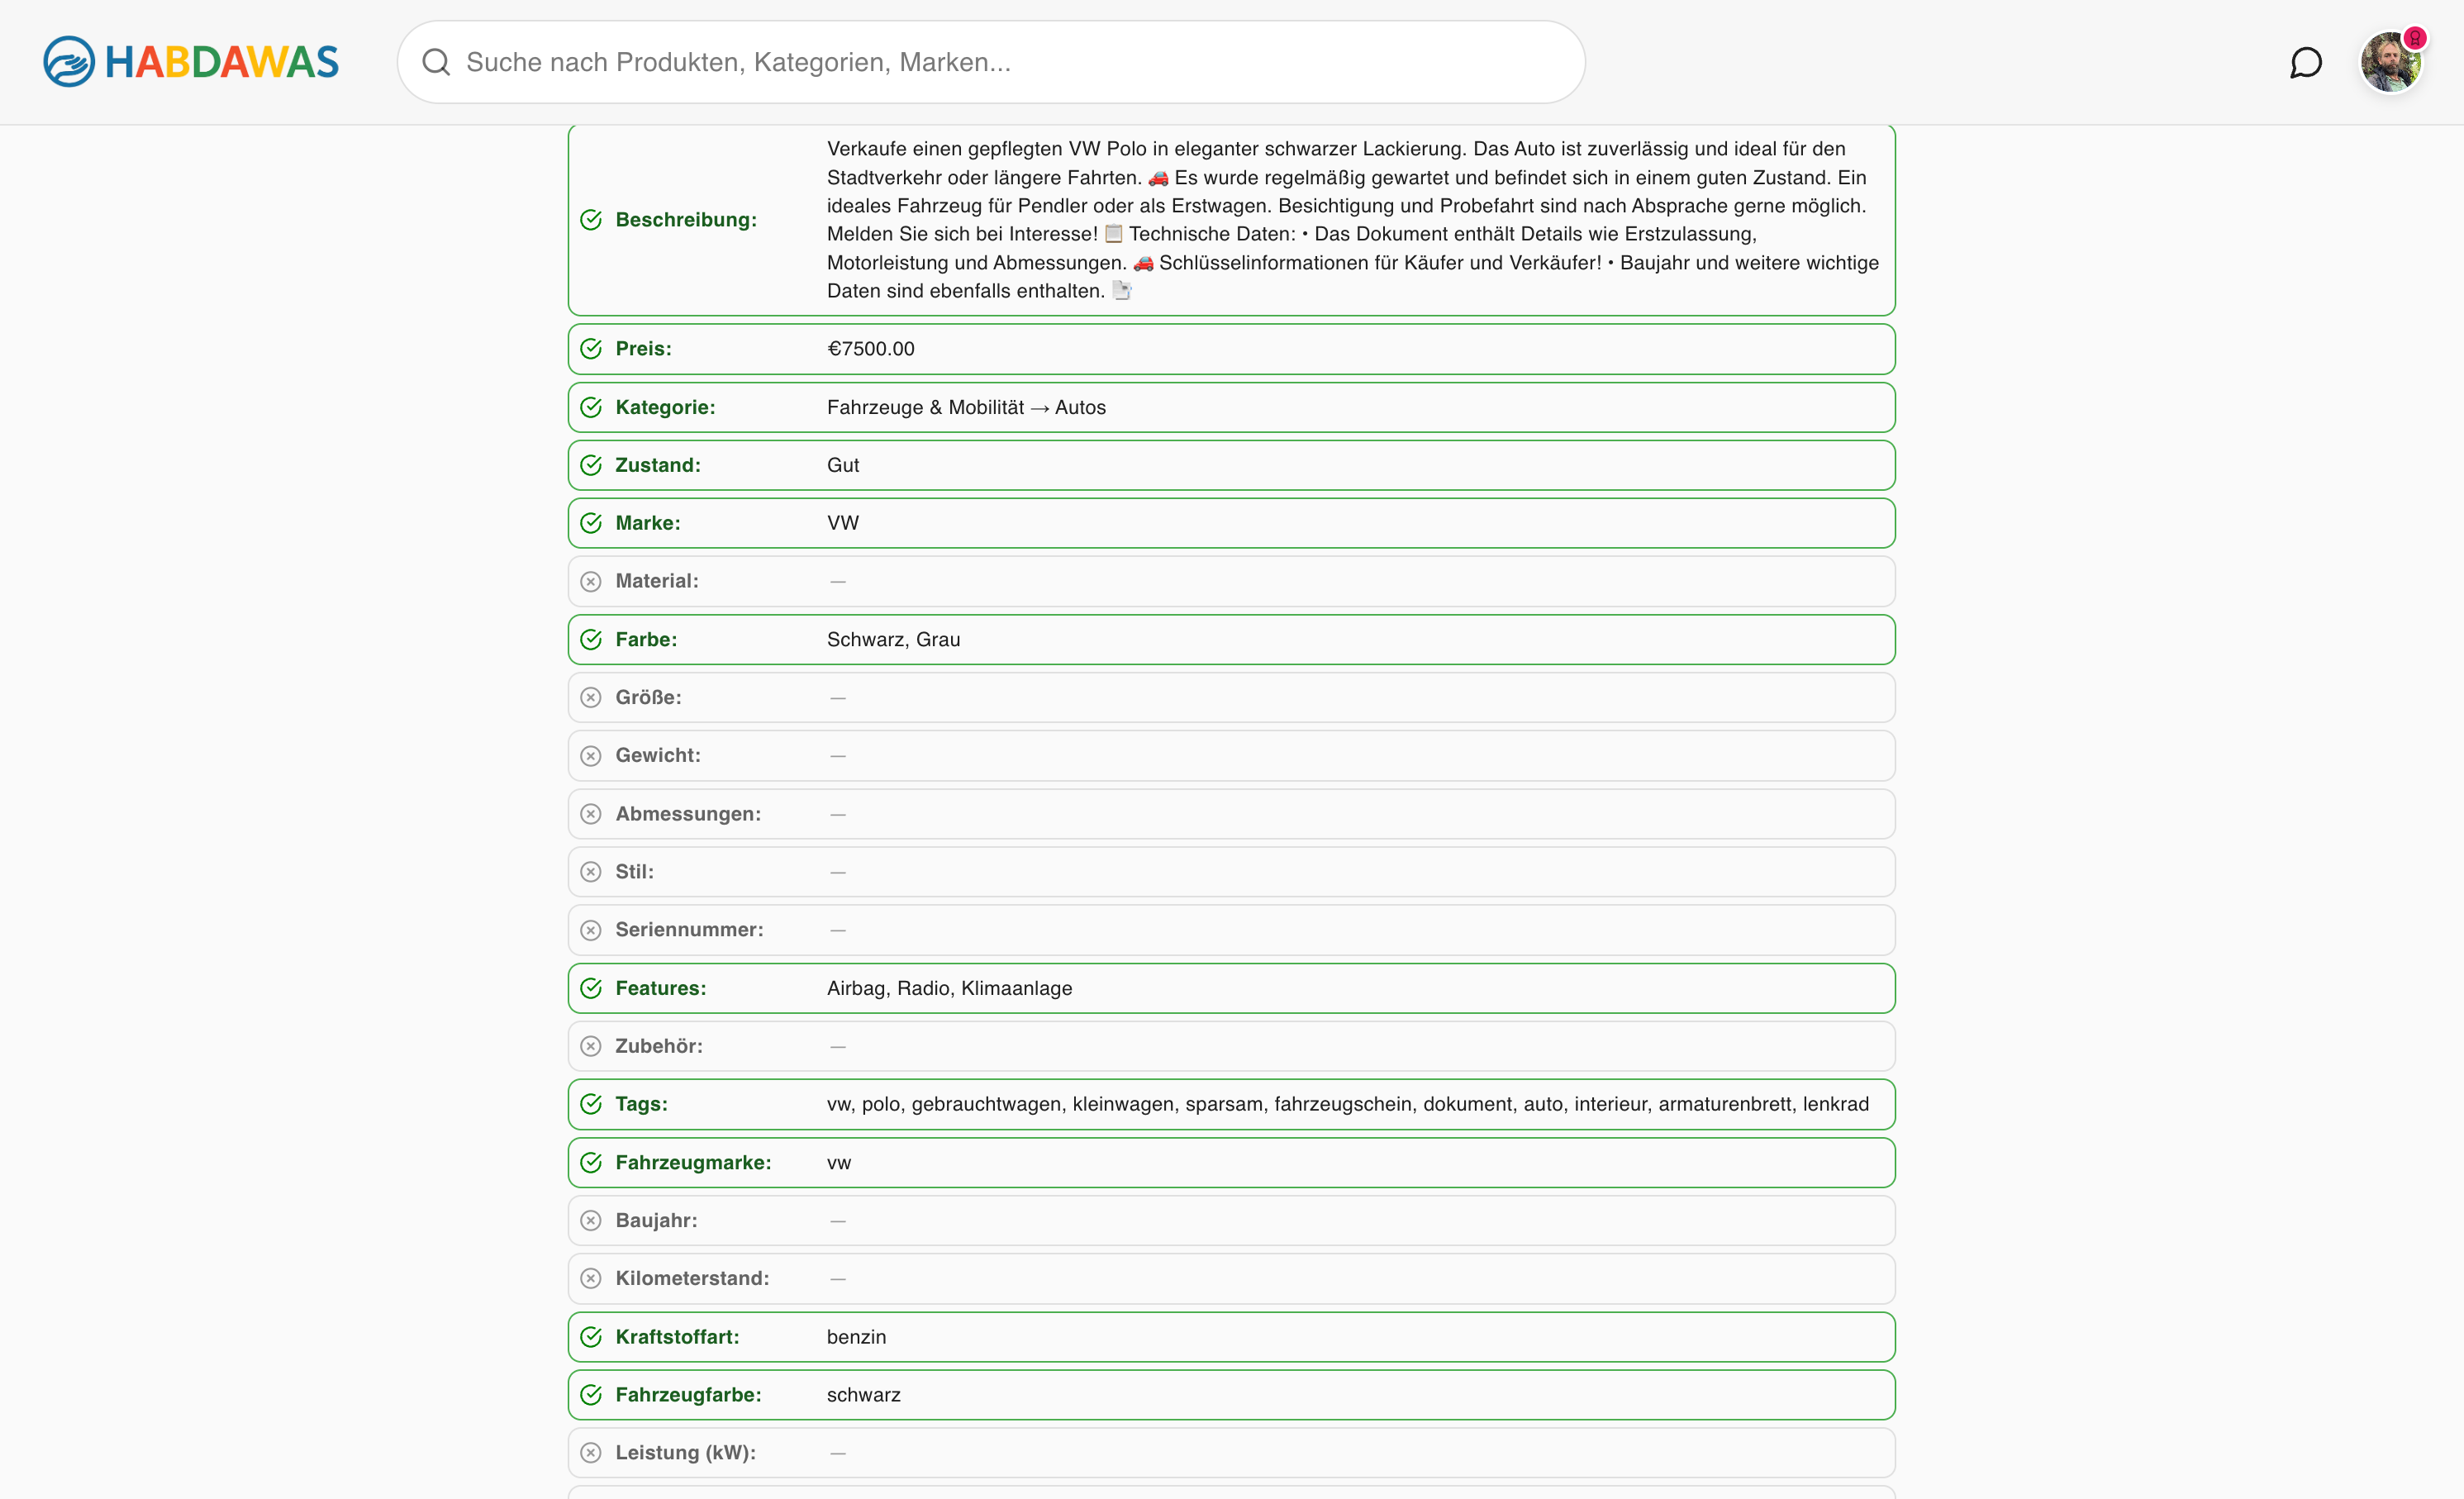 HABDAWAS
Suche nach Produkten, Kategorien, Marken...
Beschreibung:
Verkaufe einen gepflegten VW Polo in eleganter schwarzer Lackierung. Das Auto ist zuverlässig und ideal für den
Stadtverkehr oder längere Fahrten. 🚗 Es wurde regelmäßig gewartet und befindet sich in einem guten Zustand. Ein
ideales Fahrzeug für Pendler oder als Erstwagen. Besichtigung und Probefahrt sind nach Absprache gerne möglich.
Melden Sie sich bei Interesse! 📋 Technische Daten: • Das Dokument enthält Details wie Erstzulassung,
Motorleistung und Abmessungen. 🚗 Schlüsselinformationen für Käufer und Verkäufer! • Baujahr und weitere wichtige
Daten sind ebenfalls enthalten. 📑
Preis: €7500.00
Kategorie: Fahrzeuge & Mobilität → Autos
Zustand: Gut
Marke: VW
Material: —
Farbe: Schwarz, Grau
Größe: —
Gewicht: —
Abmessungen: —
Stil: —
Seriennummer: —
Features: Airbag, Radio, Klimaanlage
Zubehör: —
Tags: vw, polo, gebrauchtwagen, kleinwagen, sparsam, fahrzeugschein, dokument, auto, interieur, armaturenbrett, lenkrad
Fahrzeugmarke: vw
Baujahr: —
Kilometerstand: —
Kraftstoffart: benzin
Fahrzeugfarbe: schwarz
Leistung (kW): —